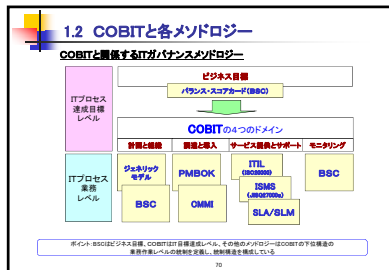 1.2 COBITと各メソドロジー
COBITと関係するITガバナンスメソドロジー
ITプロセス
達成目標
レベル
ビジネス目標
バランス・スコアカード(BSC)
COBITの4つのドメイン
計画と組織 調達と導入 サービス提供とサポート モニタリング
ITプロセス
業務
レベル
ジェネリック
モデル
BSC
PMBOK
CMMI
ITIL
(ISO20000)
ISMS
(JISQ27000s)
SLA/SLM
BSC
ポイント:BSCはビジネス目標、COBITはIT目標達成レベル、その他のメソドロジーはCOBITの下位構造の
業務作業レベルの統制を定義し、統制構造を構成している
70